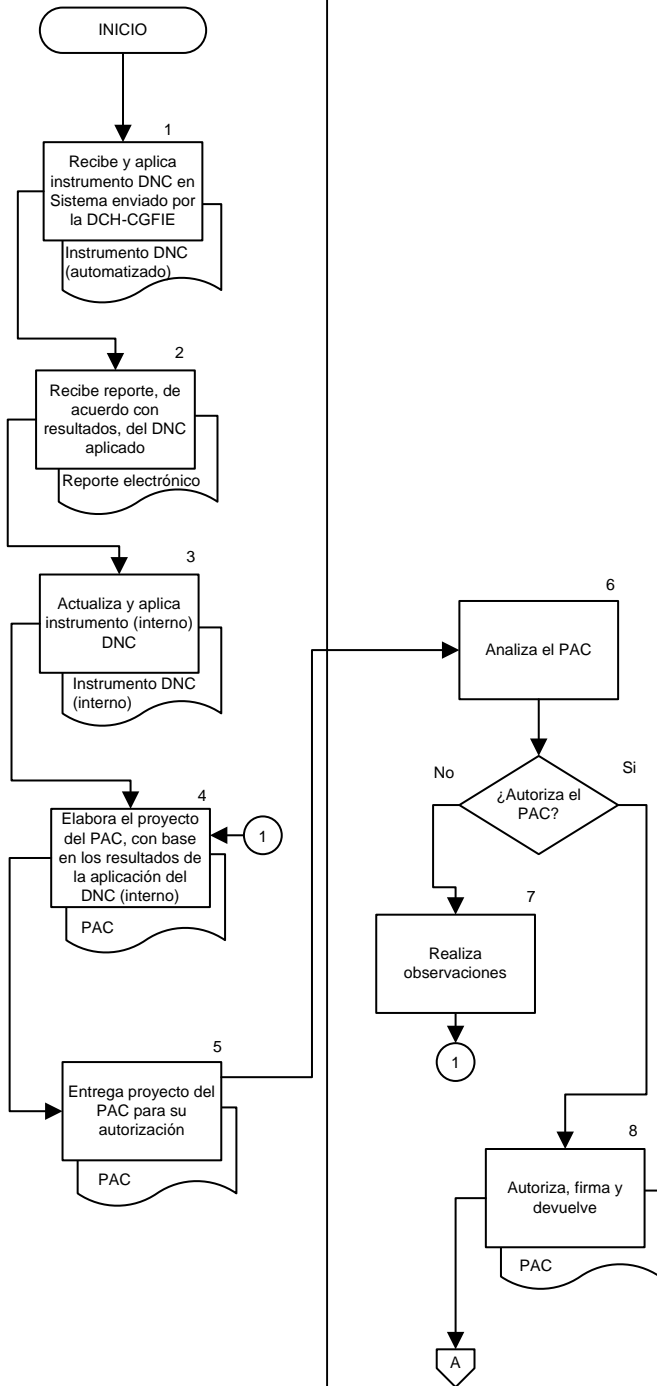 INICIO
1
Recibe y aplica
instrumento DNC en
Sistema enviado por
la DCH-CGFIE
Instrumento DNC
(automatizado)
2
Recibe reporte, de
acuerdo con
resultados, del DNC
aplicado
Reporte electrónico
3
Actualiza y aplica
instrumento (interno)
DNC
Instrumento DNC
(interno)
4
Elabora el proyecto
del PAC, con base
en los resultados de
la aplicación del
DNC (interno)
1
PAC
5
Entrega proyecto del
PAC para su
autorización
PAC
6
Analiza el PAC
No
Si
¿Autoriza el
PAC?
7
Realiza
observaciones
1
8
Autoriza, firma y
devuelve
PAC
A